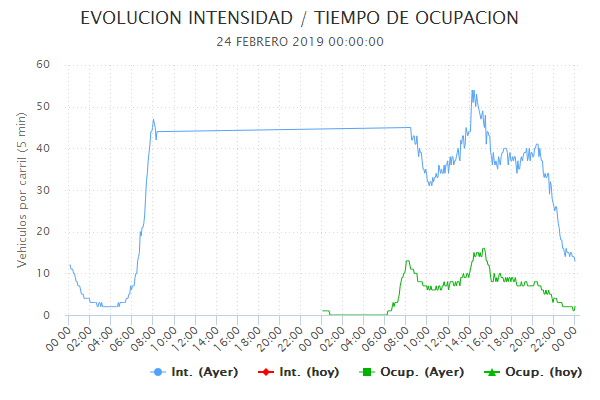 EVOLUCION INTENSIDAD / TIEMPO DE OCUPACION
24 FEBRERO 2019 00:00:00
Vehiculos por carril (5 min)
60
50
40
30
20
10
0
00:00 02:00 04:00 06:00 08:00 10:00 12:00 14:00 16:00 18:00 20:00 22:00 00:00 02:00 04:00 06:00 08:00 10:00 12:00 14:00 16:00 18:00 20:00 22:00 00:00
Int. (Ayer) Int. (hoy) Ocup. (Ayer) Ocup. (hoy)